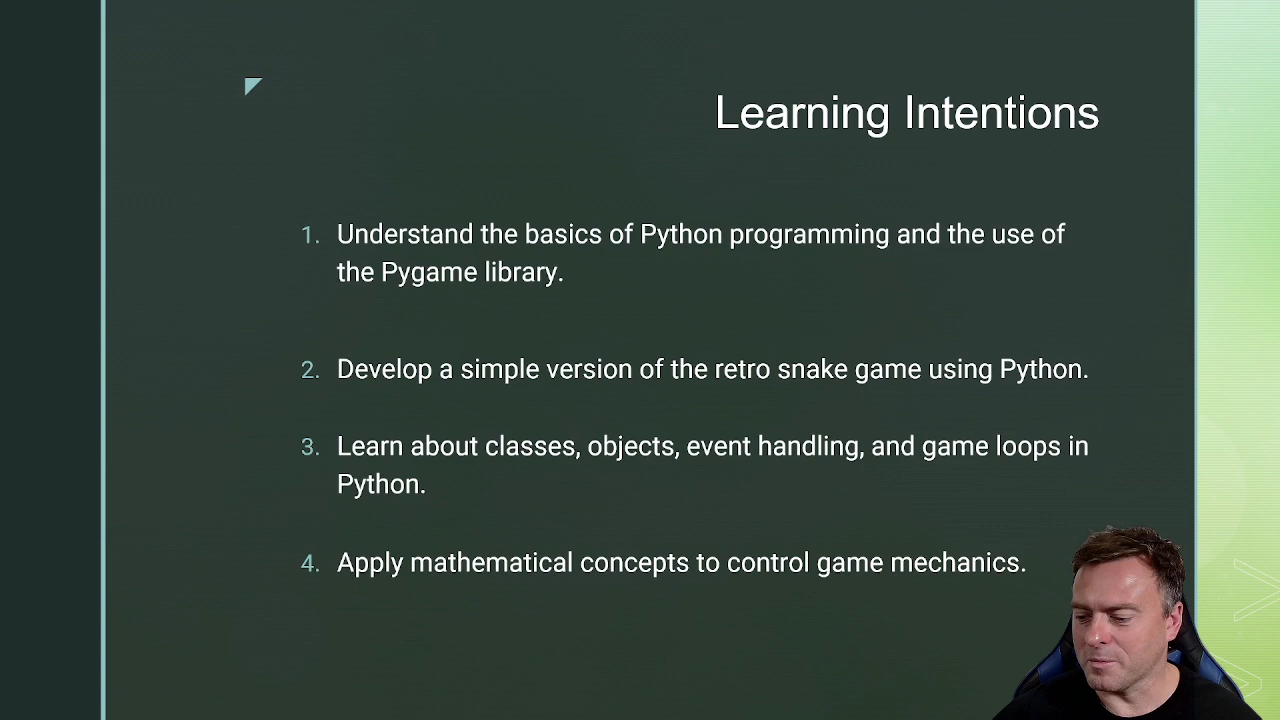 Learning Intentions
1. Understand the basics of Python programming and the use of
the Pygame library.
2. Develop a simple version of the retro snake game using Python.
3. Learn about classes, objects, event handling, and game loops in
Python.
4. Apply mathematical concepts to control game mechanics.